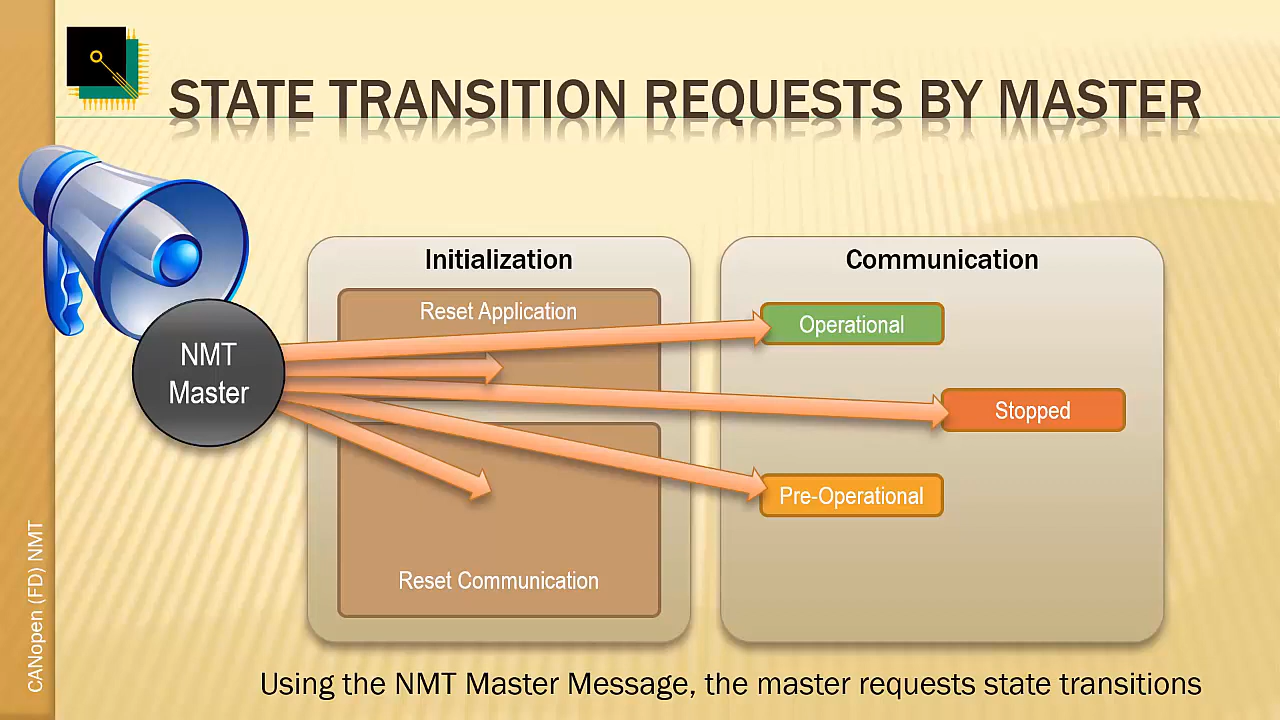 STATE TRANSITION REQUESTS BY MASTER
NMT
Master
Initialization
Reset Application
Reset Communication
Communication
Operational
Stopped
Pre-Operational
Using the NMT Master Message, the master requests state transitions
CANopen (FD) NMT